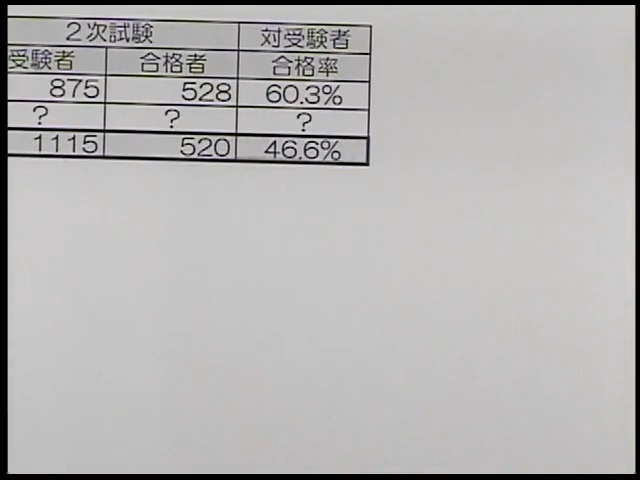 ２次試験 対受験者
受験者 合格者 合格率
875 528 60.3%
? ? ?
1115 520 46.6%